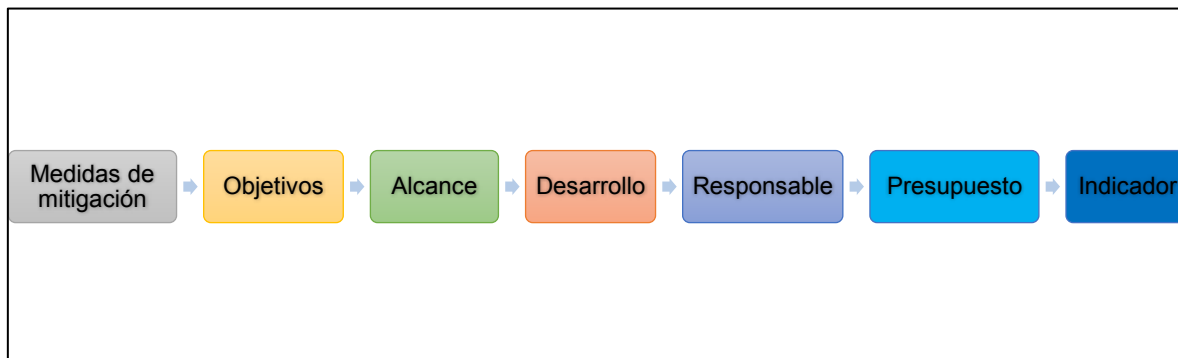 Medidas de
mitigación
Objetivos
Alcance
Desarrollo
Responsable
Presupuesto
Indicador